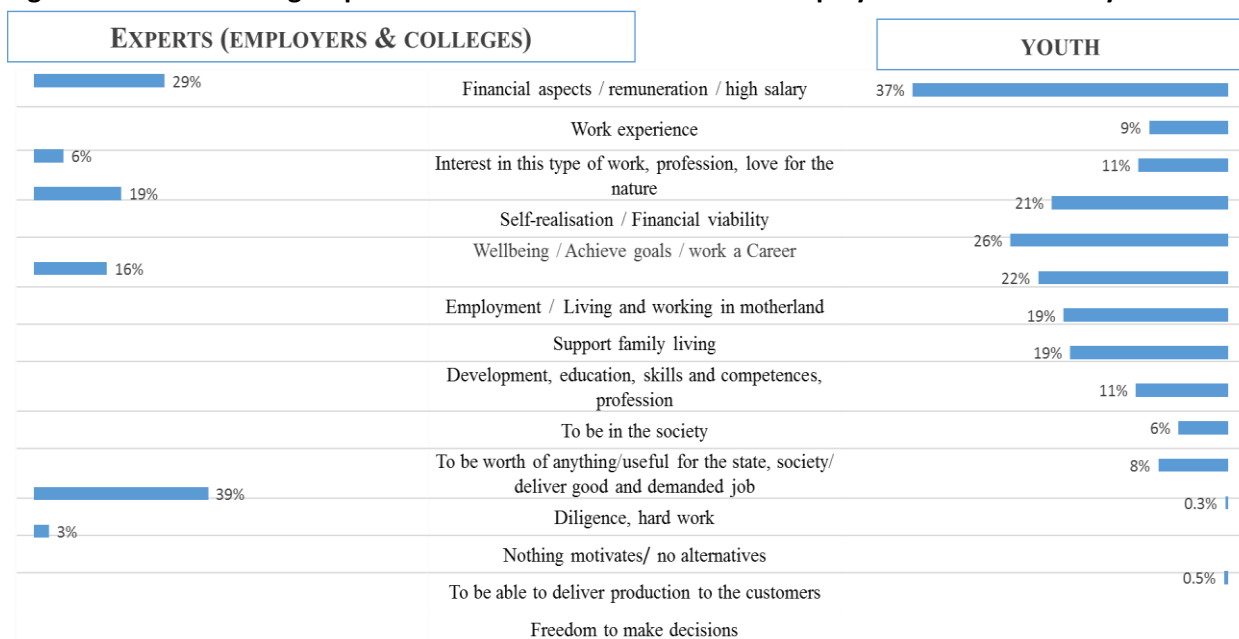 EXPERTS (EMPLOYERS & COLLEGES)
YOUTH
29%
Financial aspects / remuneration / high salary
37%
Work experience
9%
6%
Interest in this type of work, profession, love for the
nature
11%
19%
21%
Self-realisation / Financial viability
26%
Wellbeing / Achieve goals / work a Career
16%
22%
Employment / Living and working in motherland
19%
Support family living
19%
Development, education, skills and competences,
profession
11%
To be in the society
6%
To be worth of anything/useful for the state, society/
deliver good and demanded job
8%
39%
0.3%
Diligence, hard work
3%
Nothing motivates/ no alternatives
0.5%
To be able to deliver production to the customers
Freedom to make decisions